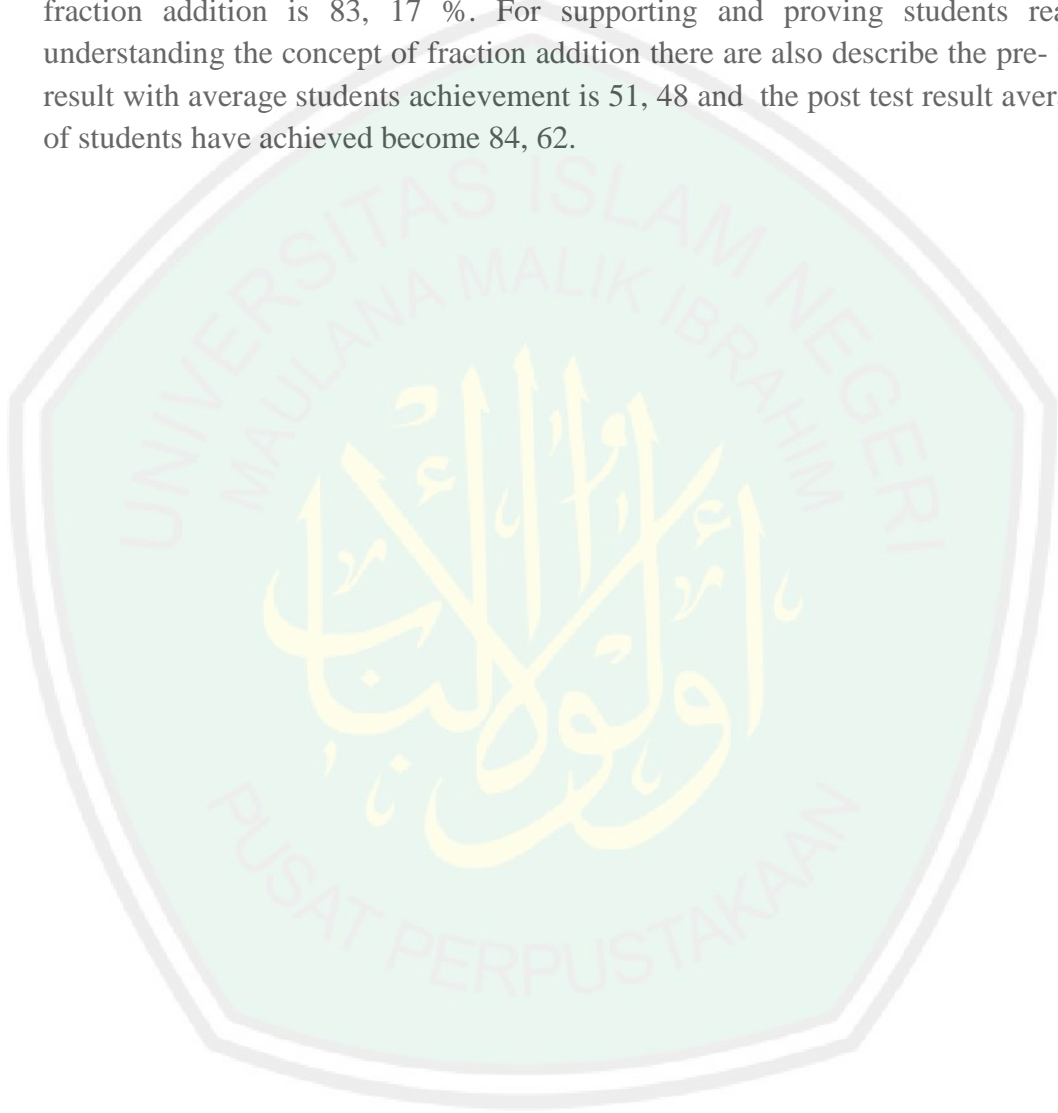 fraction addition is 83, 17 %. For supporting and proving students rea
understanding the concept of fraction addition there are also describe the pre-
result with average students achievement is 51, 48 and the post test result avera
of students have achieved become 84, 62.
UNIVERSITAS ISLAM NEGERI
MAULANA MALIK IBRAHIM
أولوا الألباب
PUSAT PERPUSTAKAAN